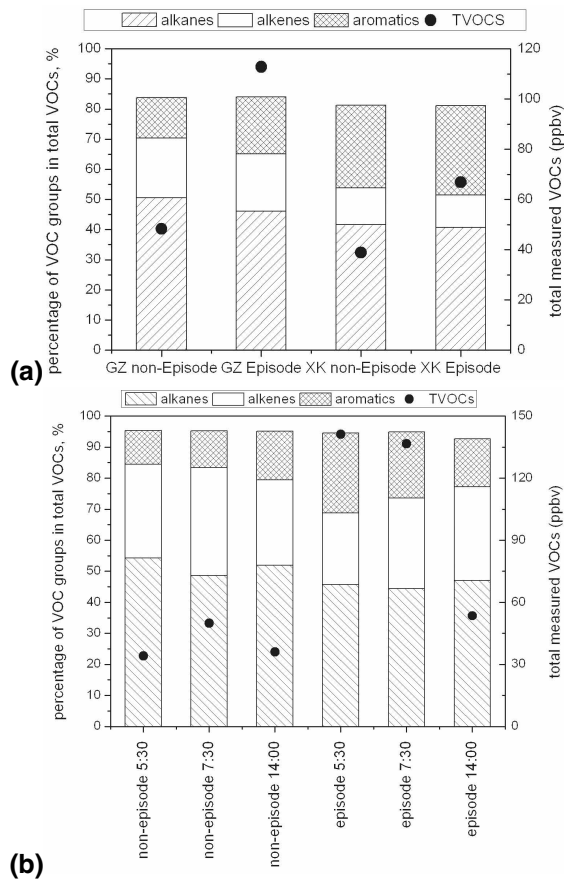 alkanes alkenes aromatics TVOCS
percentage of VOC groups in total VOCs, %
100
90
80
70
60
50
40
30
20
10
0
120
100
80
60
40
20
0
total measured VOCs (ppbv)
GZ non-Episode GZ Episode XK non-Episode XK Episode
(a)
alkanes alkenes aromatics TVOCs
percentage of VOC groups in total VOCs, %
100
90
80
70
60
50
40
30
20
10
0
150
120
90
60
30
0
total measured VOCs (ppbv)
non-episode 5:30
non-episode 7:30
non-episode 14:00
episode 5:30
episode 7:30
episode 14:00
(b)